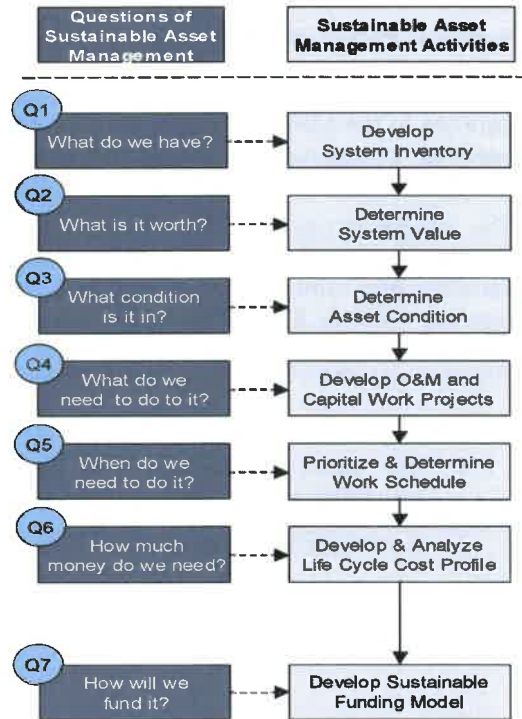 Questions of
Sustainable Asset
Management
Sustainable Asset
Management Activities
Q1
What do we have?
Develop
System Inventory
Q2
What is it worth?
Determine
System Value
Q3
What condition
is it in?
Determine
Asset Condition
Q4
What do we
need to do to it?
Develop O&M and
Capital Work Projects
Q5
When do we
need to do it?
Prioritize & Determine
Work Schedule
Q6
How much
money do we need?
Develop & Analyze
Life Cycle Cost Profile
Q7
How will we
fund it?
Develop Sustainable
Funding Model